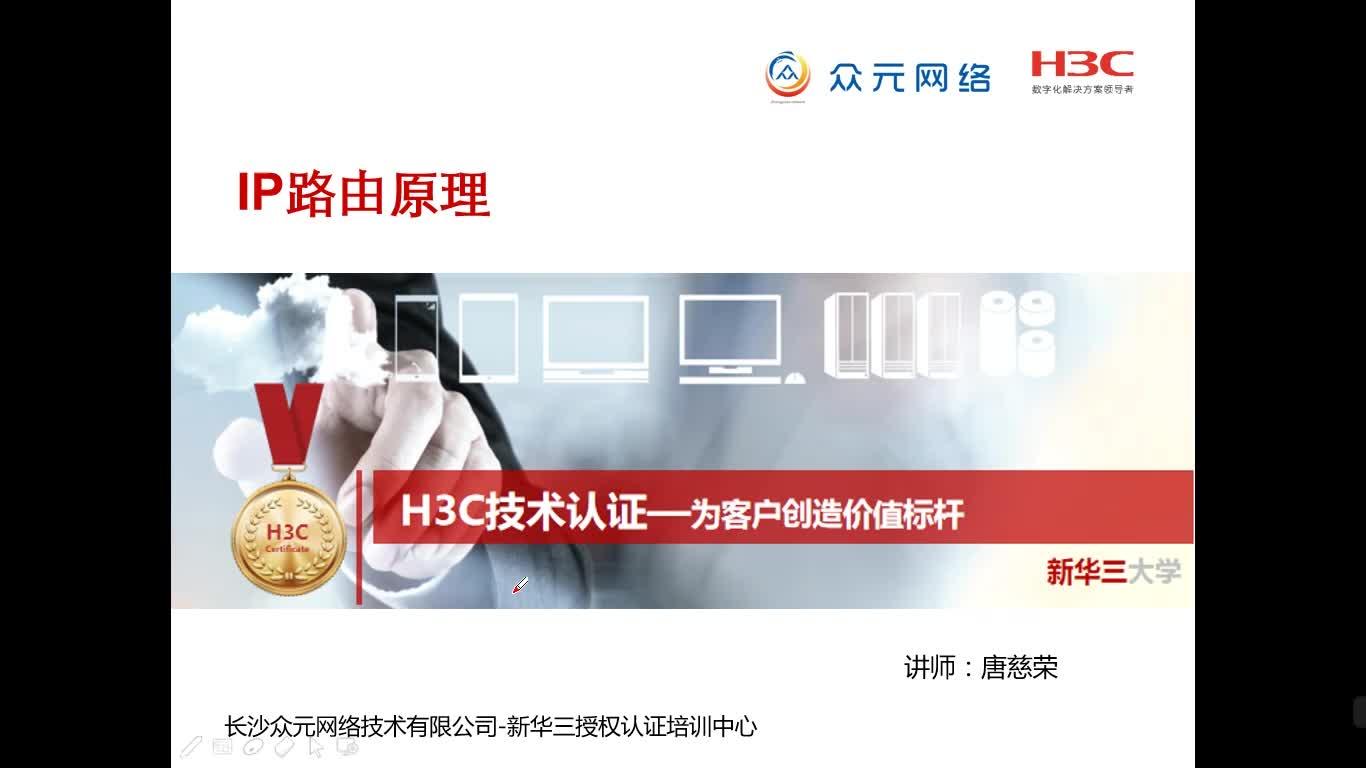 众元网络
H3C
数字化解决方案领导者
IP路由原理
H3C
Certificate
H3C技术认证—为客户创造价值标杆
新华三大学
讲师：唐慈荣
长沙众元网络技术有限公司-新华三授权认证培训中心